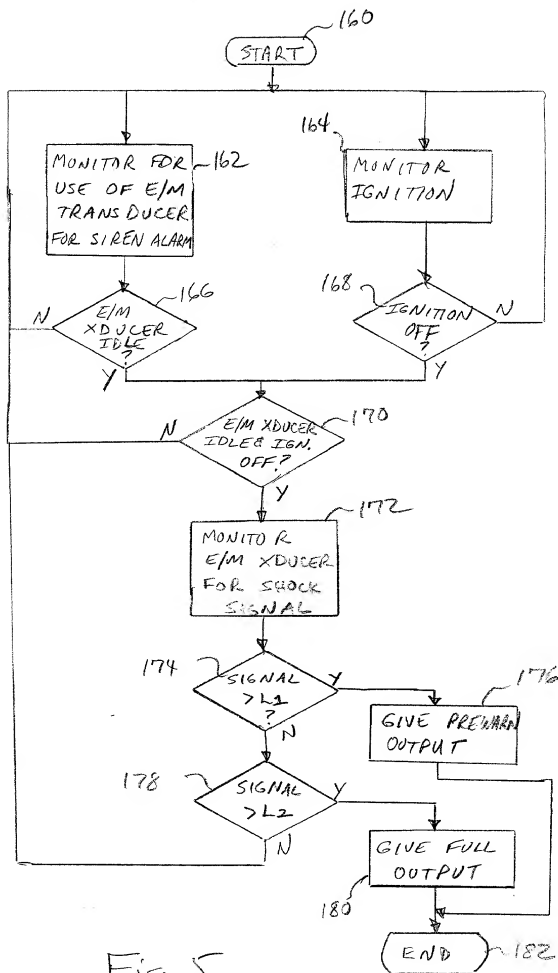 160
START
162
MONITOR FOR
USE OF E/M
TRANSDUCER
FOR SIREN ALARM
164
MONITOR
IGNITION
166
N
E/M
XDUCER
IDLE
?
Y
168
IGNITION
OFF
?
N
Y
170
N
E/M XDUCER
IDLE & IGN.
OFF?
Y
172
MONITOR
E/M XDUCER
FOR SHOCK
SIGNAL
174
SIGNAL
>L1
?
Y
N
176
GIVE PREWARN
OUTPUT
178
SIGNAL
>L2
Y
N
GIVE FULL
OUTPUT
180
END
182
Fig. 5